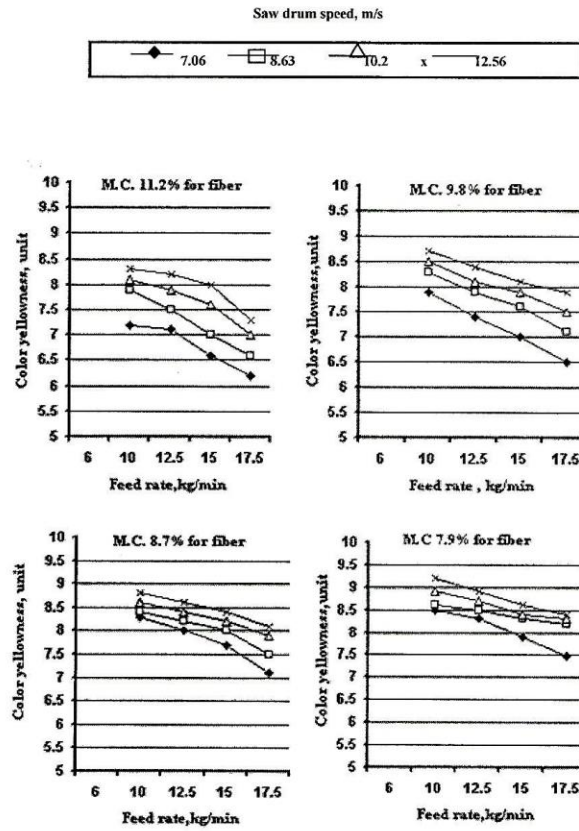 Saw drum speed, m/s
7.06 8.63 10.2 x 12.56
M.C. 11.2% for fiber
Color yellowness, unit
10
9.5
9
8.5
8
7.5
7
6.5
6
5.5
5
6 10 12.5 15 17.5
Feed rate,kg/min
M.C. 9.8% for fiber
Color yellowness, unit
10
9.5
9
8.5
8
7.5
7
6.5
6
5.5
5
6 10 12.5 15 17.5
Feed rate , kg/min
M.C. 8.7% for fiber
Color yellowness, unit
10
9.5
9
8.5
8
7.5
7
6.5
6
5.5
5
6 10 12.5 15 17.5
Feed rate,kg/min
M.C 7.9% for fiber
Color yellowness, unit
10
9.5
9
8.5
8
7.5
7
6.5
6
5.5
5
6 10 12.5 15 17.5
Feed rate,kg/min